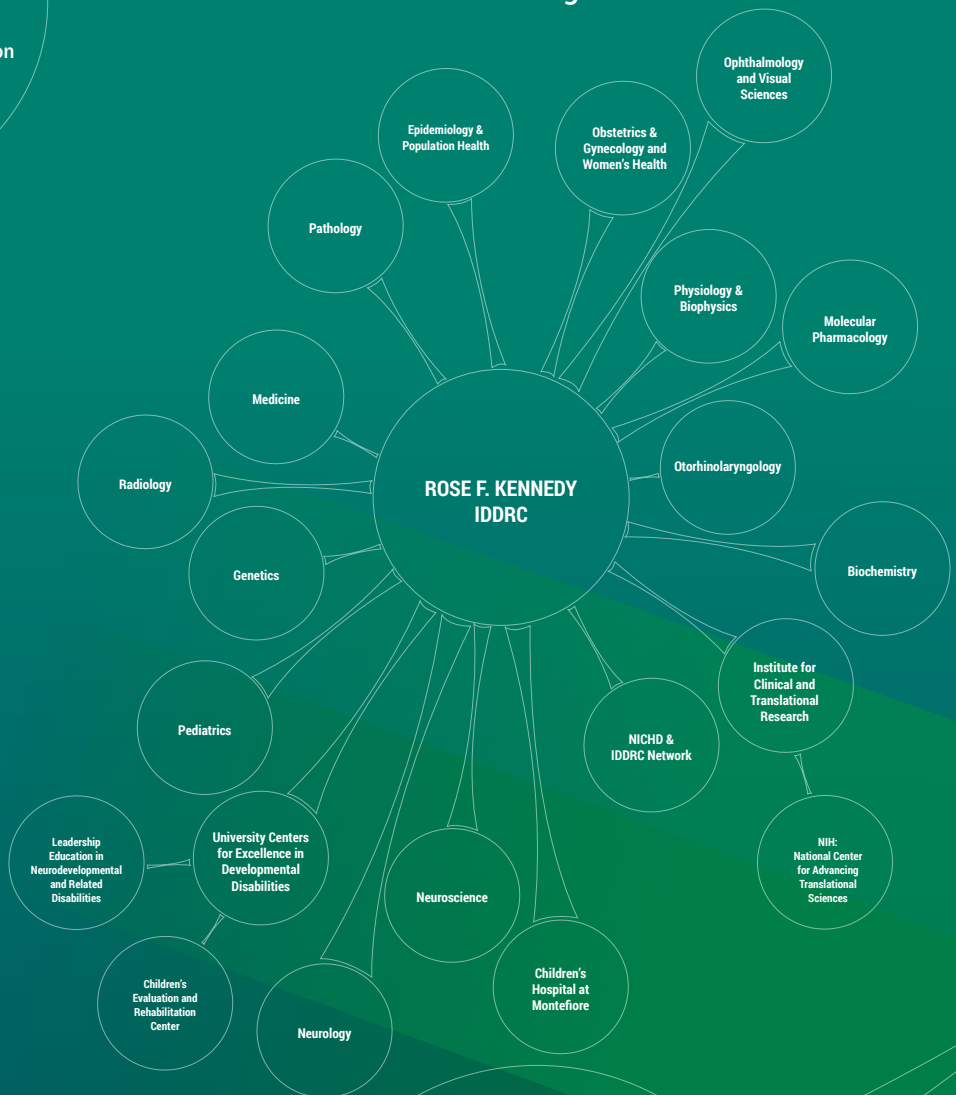 on
Ophthalmology
and Visual
Sciences
Epidemiology &
Population Health
Obstetrics &
Gynecology and
Women's Health
Pathology
Physiology &
Biophysics
Molecular
Pharmacology
Medicine
Otorhinolaryngology
Radiology
ROSE F. KENNEDY
IDDRC
Genetics
Biochemistry
Institute for
Clinical and
Translational
Research
Pediatrics
NICHD &
IDDRC Network
University Centers
for Excellence in
Developmental
Disabilities
Leadership
Education in
Neurodevelopmental
and Related
Disabilities
NIH:
National Center
for Advancing
Translational
Sciences
Neuroscience
Children's
Hospital at
Montefiore
Children's
Evaluation and
Rehabilitation
Center
Neurology